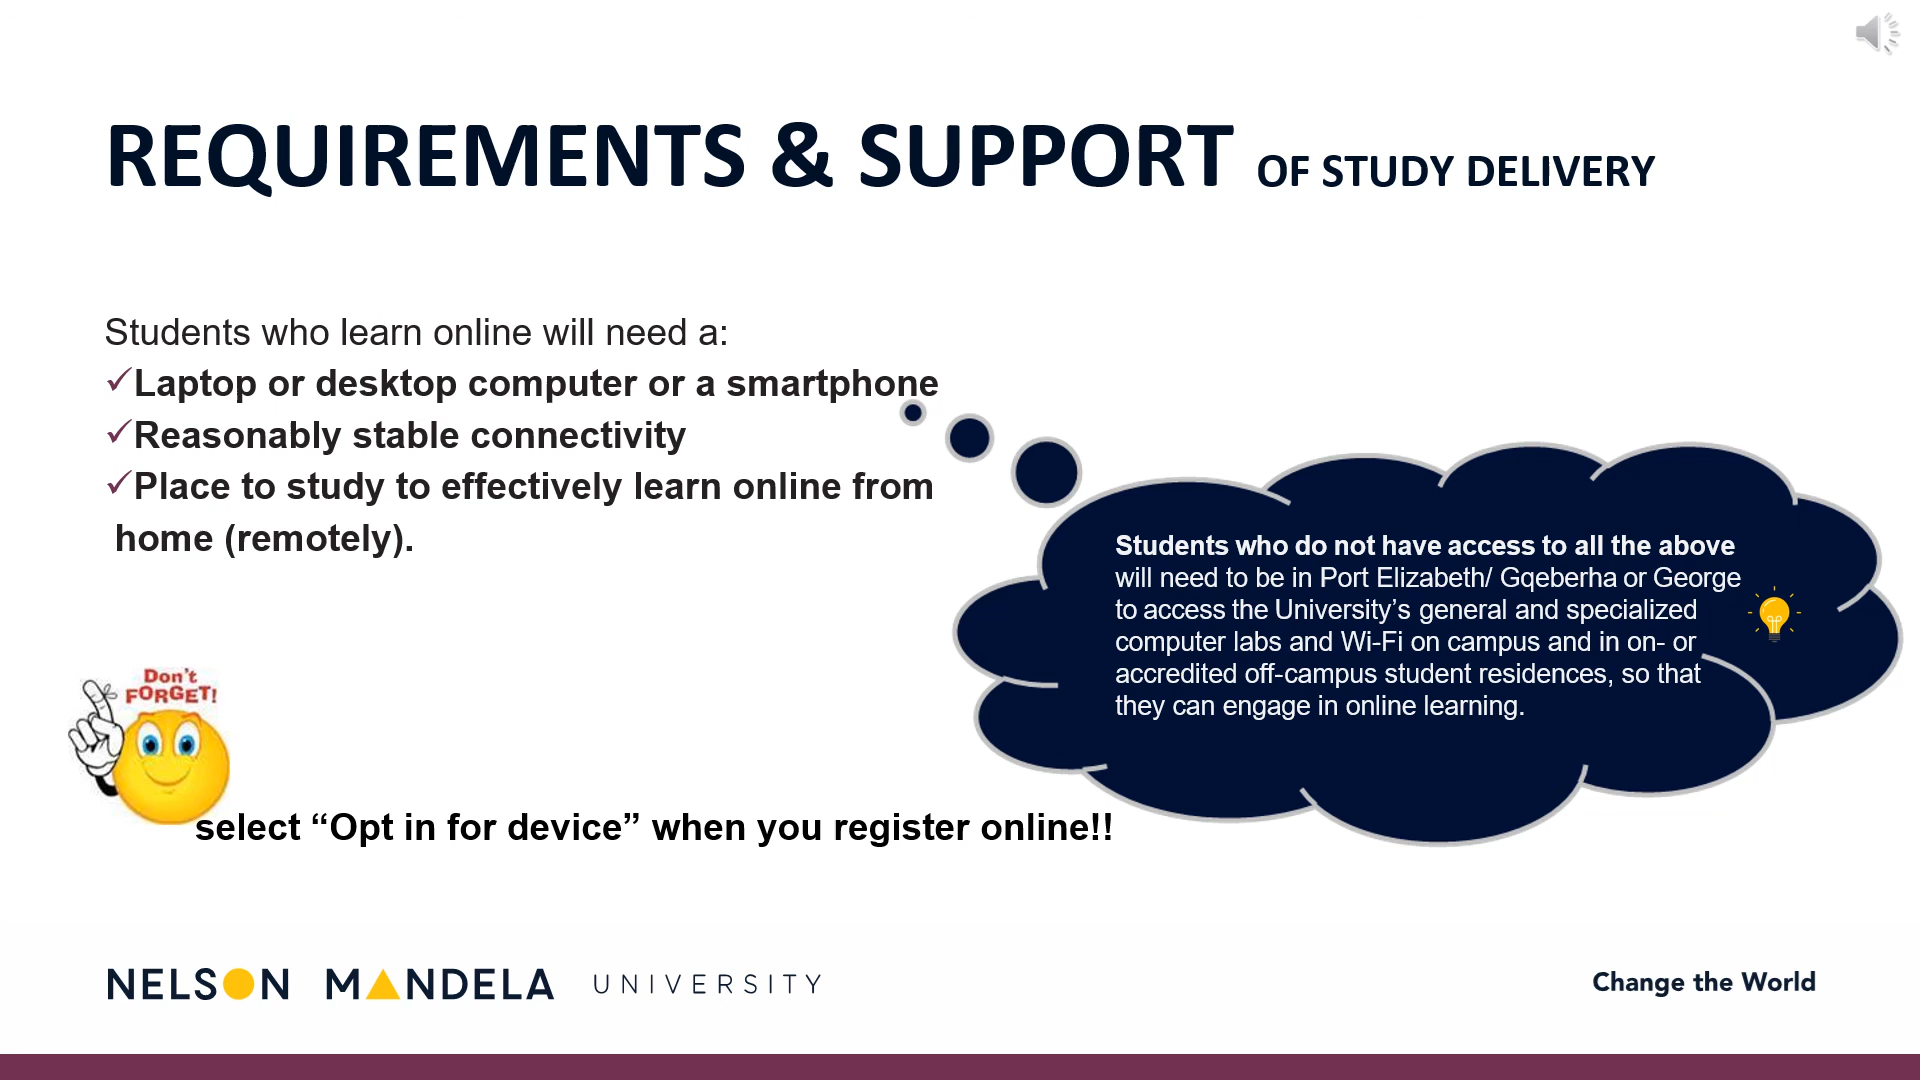 REQUIREMENTS & SUPPORT OF STUDY DELIVERY
Students who learn online will need a:
✓Laptop or desktop computer or a smartphone
✓Reasonably stable connectivity
✓Place to study to effectively learn online from
home (remotely).
Students who do not have access to all the above
will need to be in Port Elizabeth/ Gqeberha or George
to access the University’s general and specialized
computer labs and Wi-Fi on campus and in on- or
accredited off-campus student residences, so that
they can engage in online learning.
Don't
FORGET!
select “Opt in for device” when you register online!!
NELSON MANDELA UNIVERSITY
Change the World